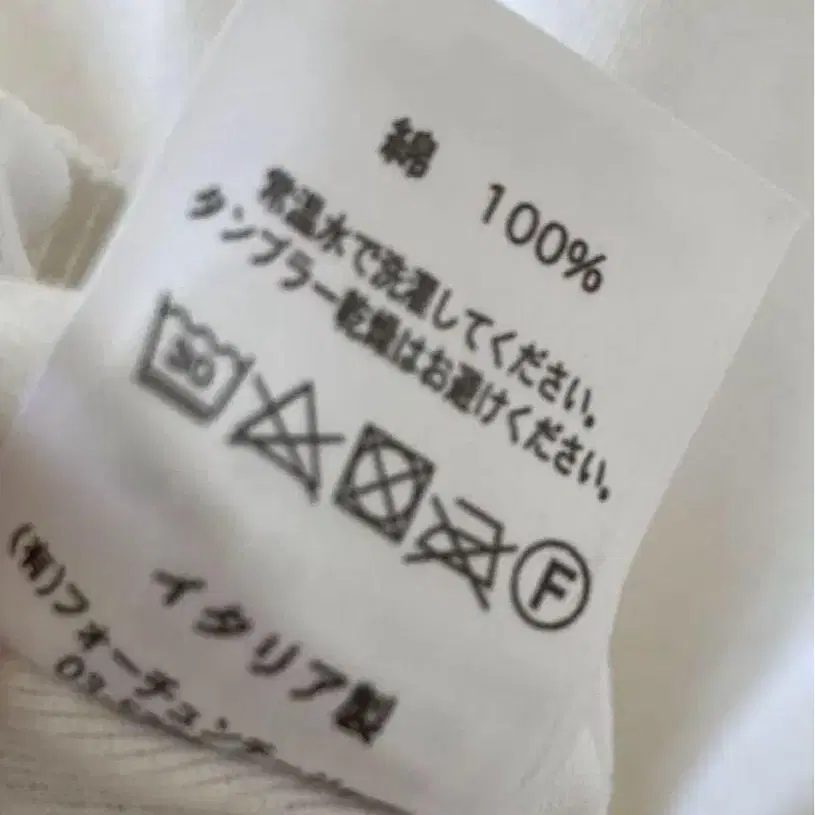 綿 100%
常温水で洗濯してください。
タンブラー乾燥はお避けください。
30
F
イタリア製
(有)フォーチュン
03